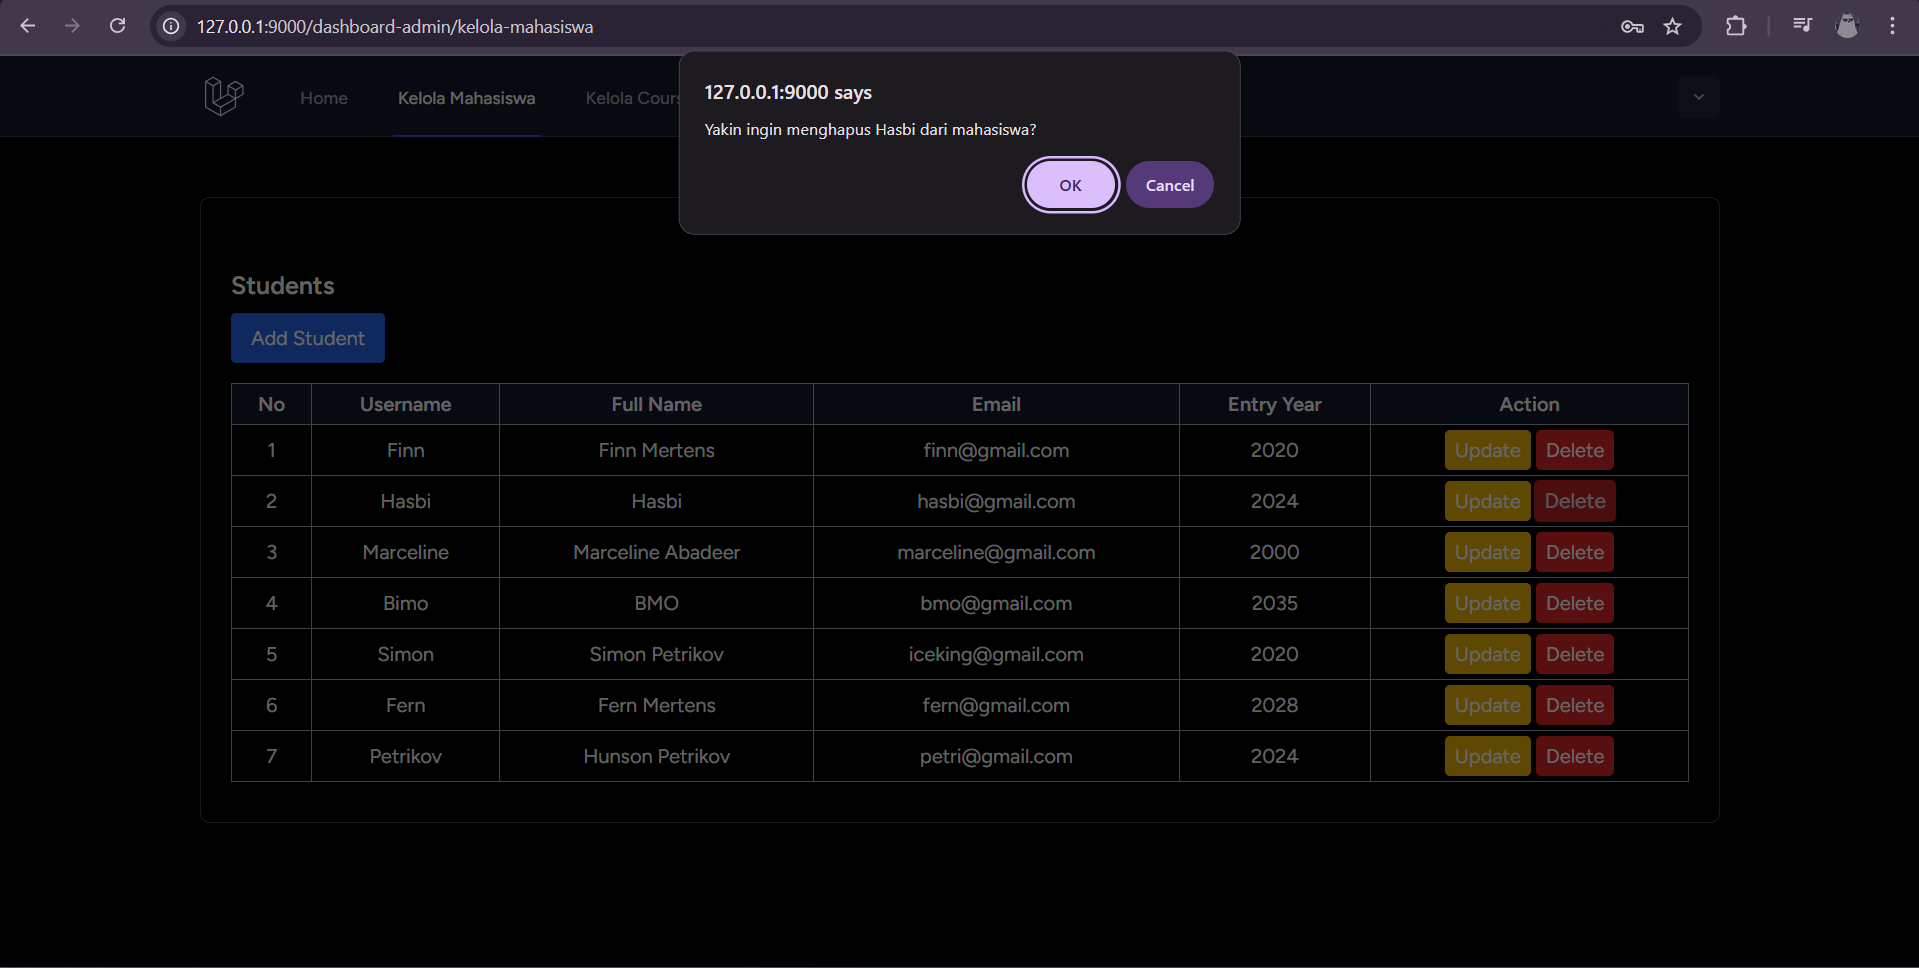 127.0.0.1:9000/dashboard-admin/kelola-mahasiswa
127.0.0.1:9000 says
Yakin ingin menghapus Hasbi dari mahasiswa?
OK Cancel
Home Kelola Mahasiswa Kelola Cours
Students
Add Student
No Username Full Name Email Entry Year Action
1 Finn Finn Mertens finn@gmail.com 2020 Update Delete
2 Hasbi Hasbi hasbi@gmail.com 2024 Update Delete
3 Marceline Marceline Abadeer marceline@gmail.com 2000 Update Delete
4 Bimo BMO bmo@gmail.com 2035 Update Delete
5 Simon Simon Petrikov iceking@gmail.com 2020 Update Delete
6 Fern Fern Mertens fern@gmail.com 2028 Update Delete
7 Petrikov Hunson Petrikov petri@gmail.com 2024 Update Delete